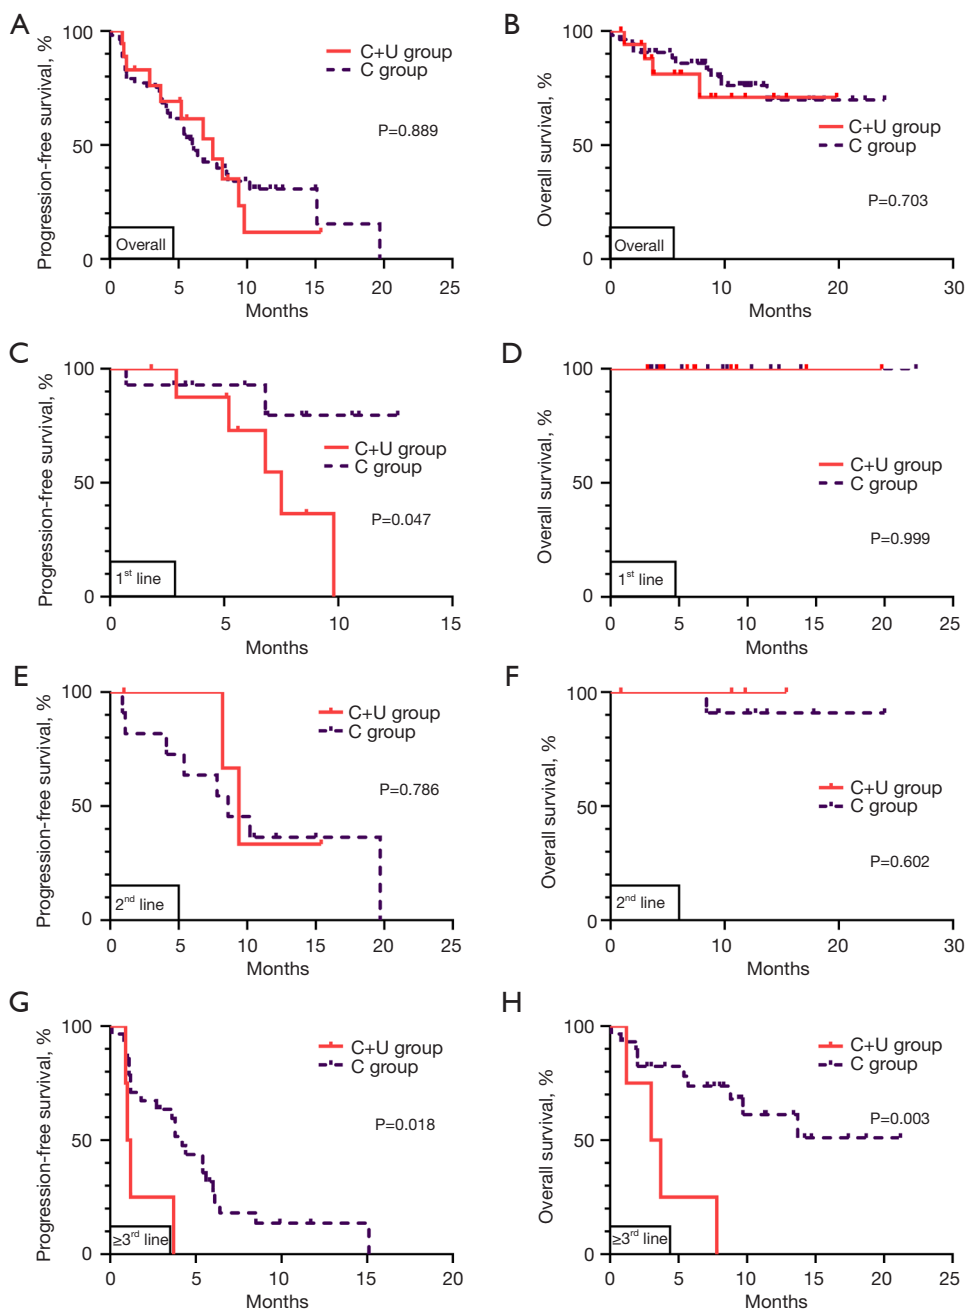 A
Progression-free survival, %
100
50
0
C+U group
C group
P=0.889
Overall
0 5 10 15 20 25
Months
B
Overall survival, %
100
50
0
C+U group
C group
P=0.703
Overall
0 10 20 30
Months
C
Progression-free survival, %
100
50
0
C+U group
C group
P=0.047
1st line
0 5 10 15
Months
D
Overall survival, %
100
50
0
C+U group
C group
P=0.999
1st line
0 5 10 15 20 25
Months
E
Progression-free survival, %
100
50
0
C+U group
C group
P=0.786
2nd line
0 5 10 15 20 25
Months
F
Overall survival, %
100
50
0
C+U group
C group
P=0.602
2nd line
0 10 20 30
Months
G
Progression-free survival, %
100
50
0
C+U group
C group
P=0.018
≥3rd line
0 5 10 15 20
Months
H
Overall survival, %
100
50
0
C+U group
C group
P=0.003
≥3rd line
0 5 10 15 20 25
Months